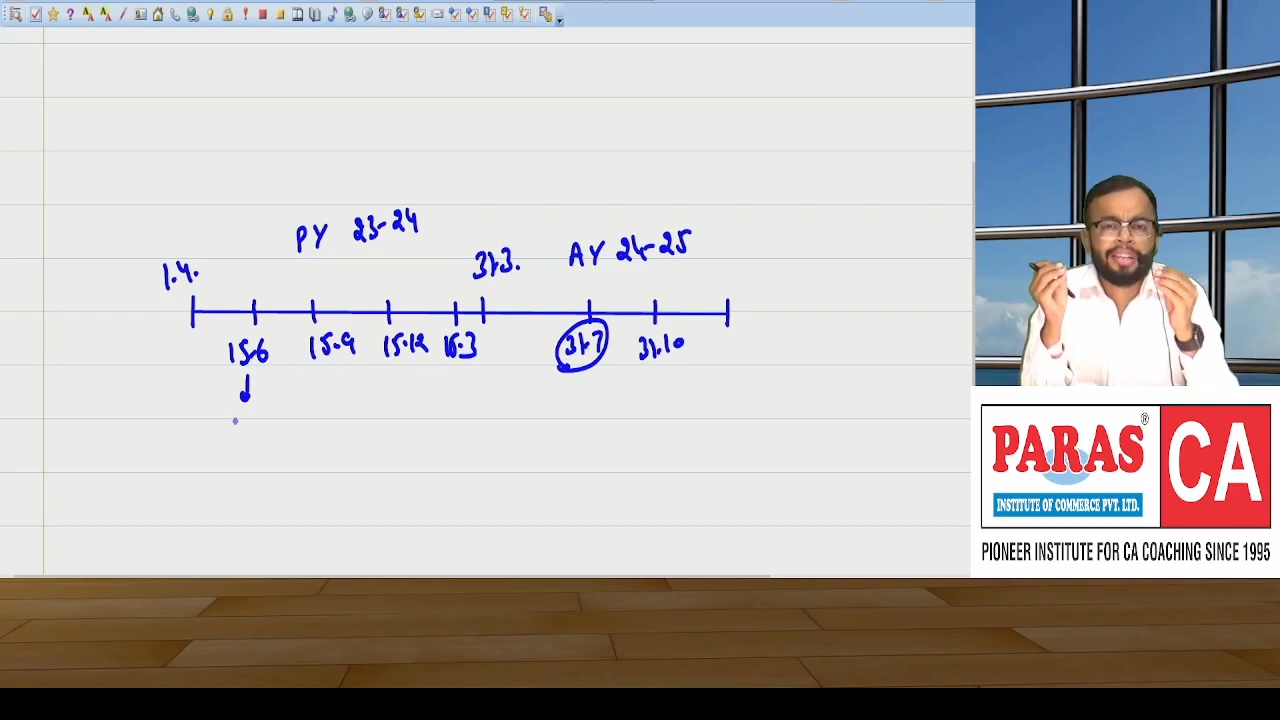 PY 23-24
1.4.
31.3.
AY 24-25
15.6
15.9
15.12
15.3
31.7
31.10
PARAS®
CA
INSTITUTE OF COMMERCE PVT. LTD.
PIONEER INSTITUTE FOR CA COACHING SINCE 1995